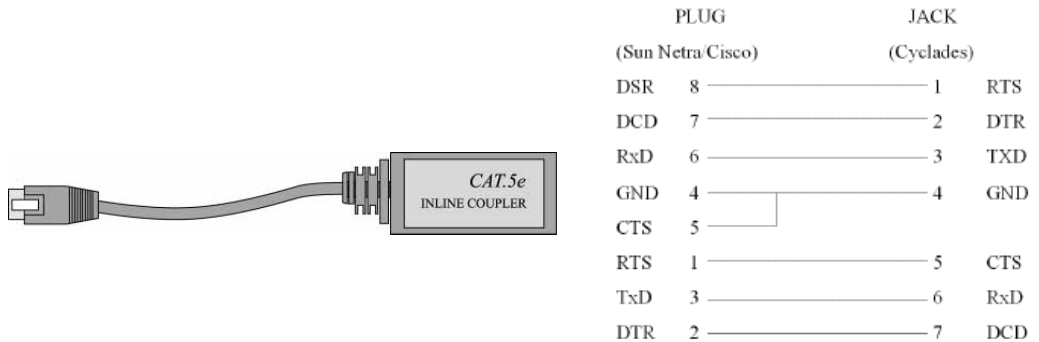 CAT.5e
INLINE COUPLER
PLUG JACK
(Sun Netra/Cisco) (Cyclades)
DSR 8 1 RTS
DCD 7 2 DTR
RxD 6 3 TXD
GND 4 4 GND
CTS 5
RTS 1 5 CTS
TxD 3 6 RxD
DTR 2 7 DCD